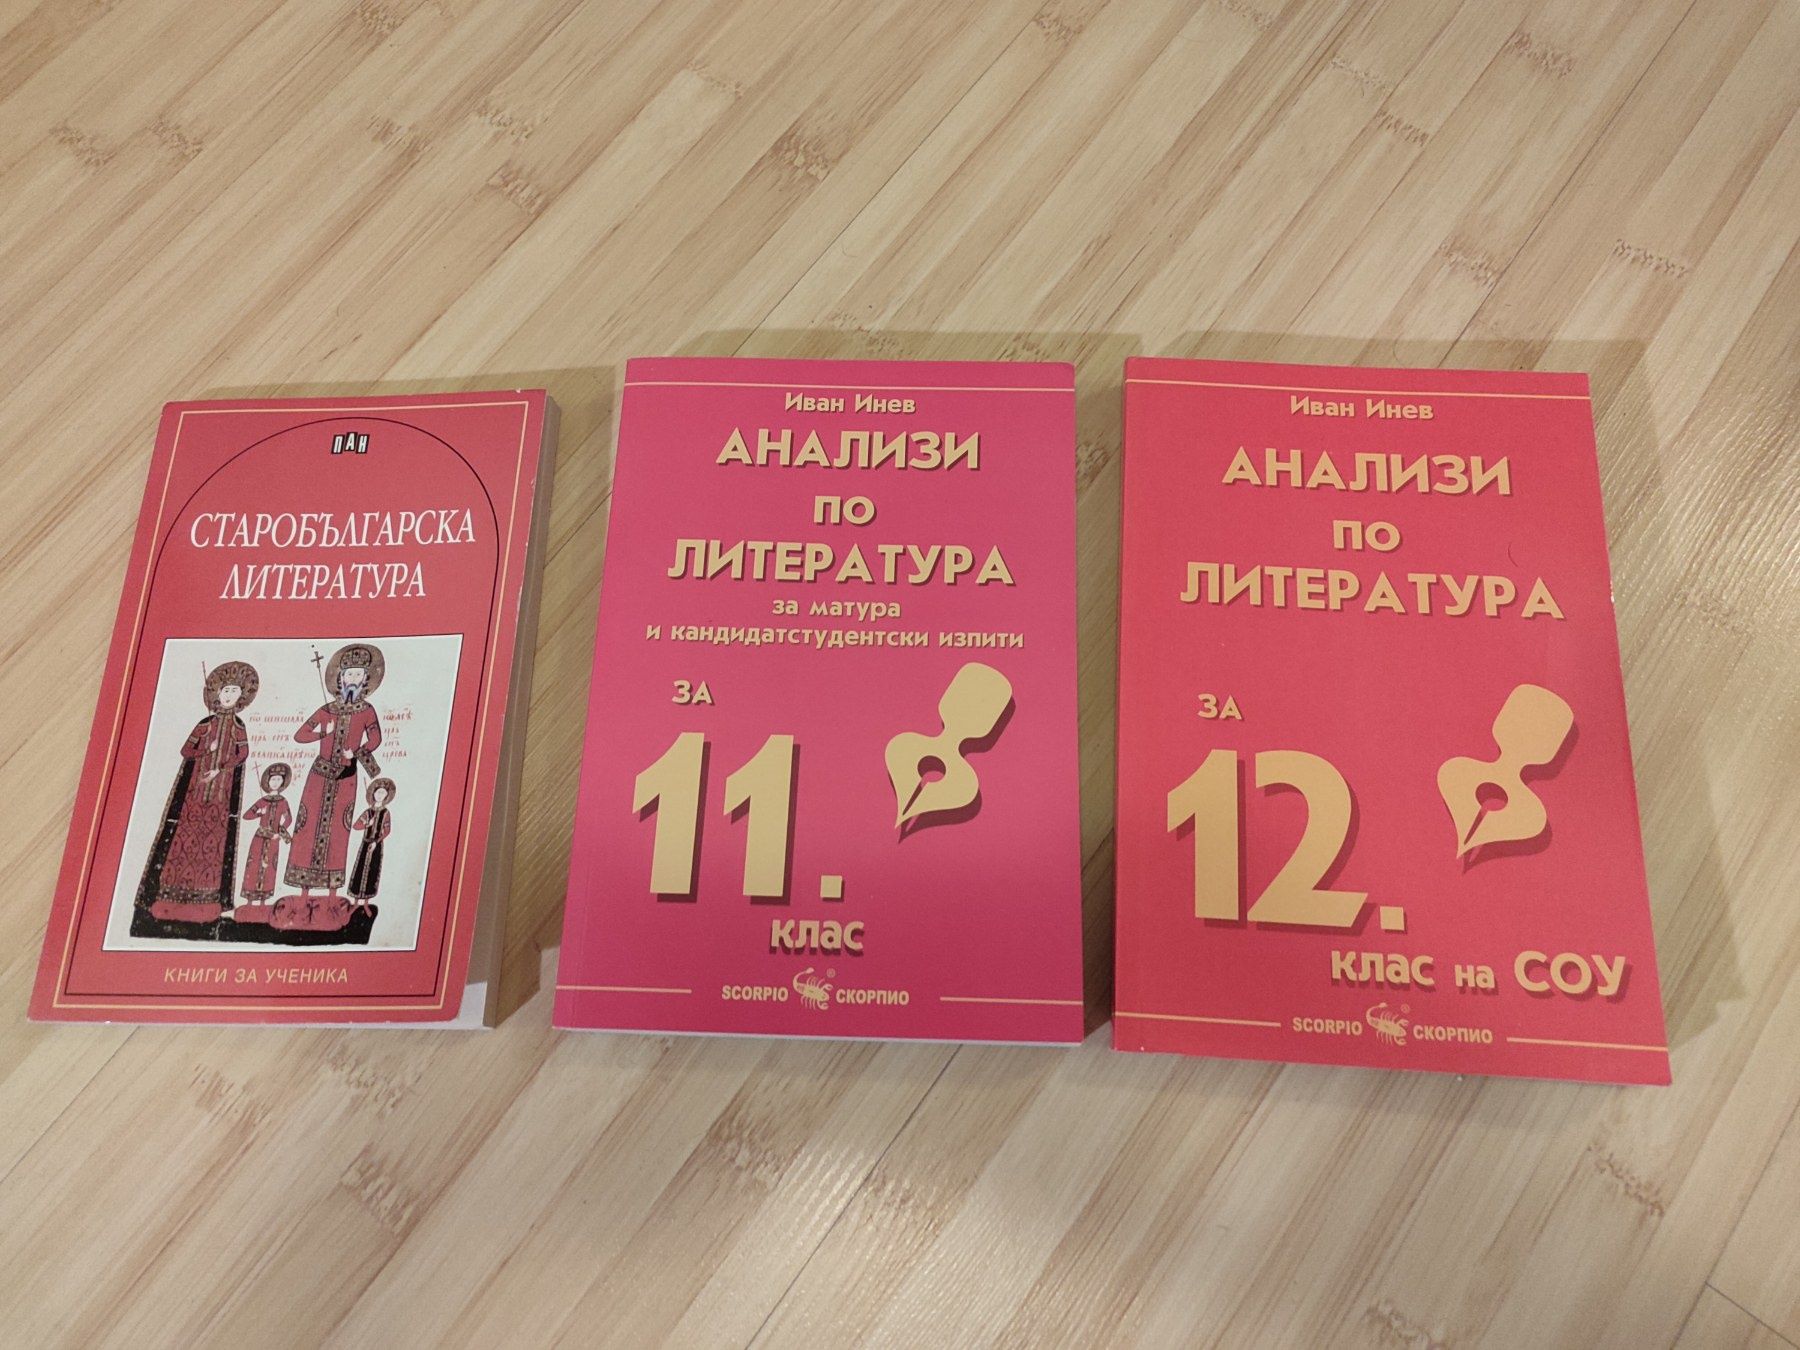 ПАН
СТАРОБЪЛГАРСКА
ЛИТЕРАТУРА
КНИГИ ЗА УЧЕНИКА
Иван Инев
АНАЛИЗИ
ПО
ЛИТЕРАТУРА
за матура
и кандидатстудентски изпити
ЗА
11.
клас
SCORPIO ® СКОРПИО
Иван Инев
АНАЛИЗИ
ПО
ЛИТЕРАТУРА
ЗА
12.
клас на СОУ
SCORPIO ® СКОРПИО